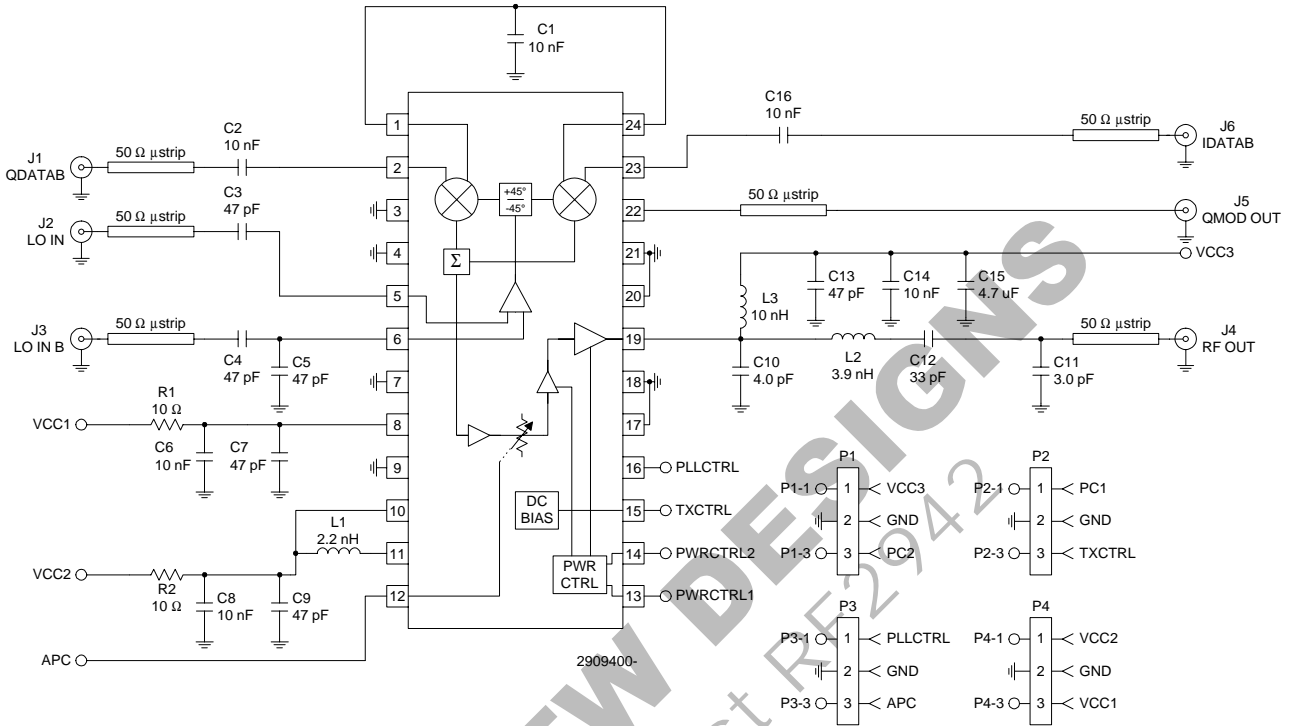 C1
10 nF
C16
10 nF
J1
QDATAB
50 Ω µstrip
C2
10 nF
1
24
50 Ω µstrip
J6
IDATAB
2
23
C3
47 pF
+45°
-45°
J2
LO IN
50 Ω µstrip
3
22
50 Ω µstrip
J5
QMOD OUT
4
Σ
21
VCC3
5
20
L3
10 nH
C13
47 pF
C14
10 nF
C15
4.7 uF
J3
LO IN B
50 Ω µstrip
C4
47 pF
C5
47 pF
6
19
C10
4.0 pF
L2
3.9 nH
C12
33 pF
C11
3.0 pF
50 Ω µstrip
J4
RF OUT
7
18
VCC1
R1
10 Ω
C6
10 nF
C7
47 pF
8
17
9
16
PLLCTRL
10
DC
BIAS
15
TXCTRL
L1
2.2 nH
11
14
PWRCTRL2
PWR
CTRL
VCC2
R2
10 Ω
C8
10 nF
C9
47 pF
12
13
PWRCTRL1
APC
2909400-
P1
P1-1
1
VCC3
2
GND
P1-3
3
PC2
P2
P2-1
1
PC1
2
GND
P2-3
3
TXCTRL
P3
P3-1
1
PLLCTRL
2
GND
P3-3
3
APC
P4
P4-1
1
VCC2
2
GND
P4-3
3
VCC1
EW DESIGNS
ct RF2942